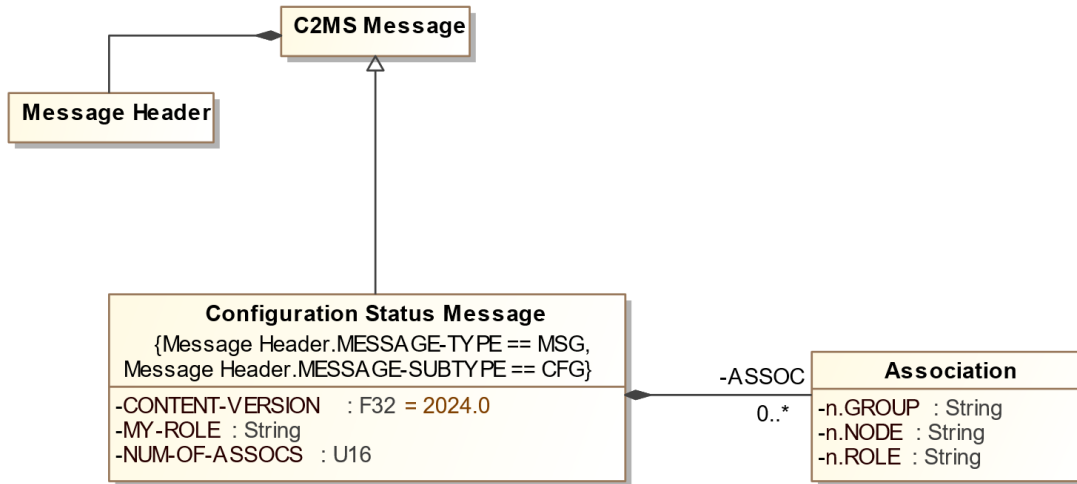 C2MS Message
Message Header
Configuration Status Message
{Message Header.MESSAGE-TYPE == MSG,
Message Header.MESSAGE-SUBTYPE == CFG}
-CONTENT-VERSION : F32 = 2024.0
-MY-ROLE : String
-NUM-OF-ASSOCS : U16
-ASSOC
0..*
Association
-n.GROUP : String
-n.NODE : String
-n.ROLE : String